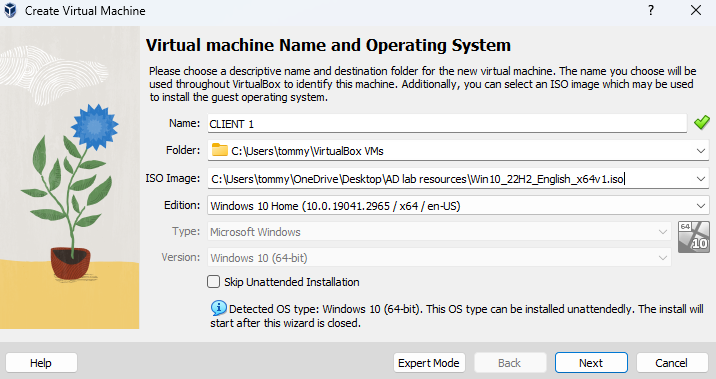 Create Virtual Machine
?
Virtual machine Name and Operating System
Please choose a descriptive name and destination folder for the new virtual machine. The name you choose will be
used throughout VirtualBox to identify this machine. Additionally, you can select an ISO image which may be used
to install the guest operating system.
Name: CLIENT 1
Folder: C:\Users\tommy\VirtualBox VMs
ISO Image: C:\Users\tommy\OneDrive\Desktop\AD lab resources\Win10_22H2_English_x64v1.iso
Edition: Windows 10 Home (10.0.19041.2965 / x64 / en-US)
Type: Microsoft Windows
64
10
Version: Windows 10 (64-bit)
Skip Unattended Installation
Detected OS type: Windows 10 (64-bit). This OS type can be installed unattendedly. The install will
start after this wizard is closed.
Help Expert Mode Back Next Cancel